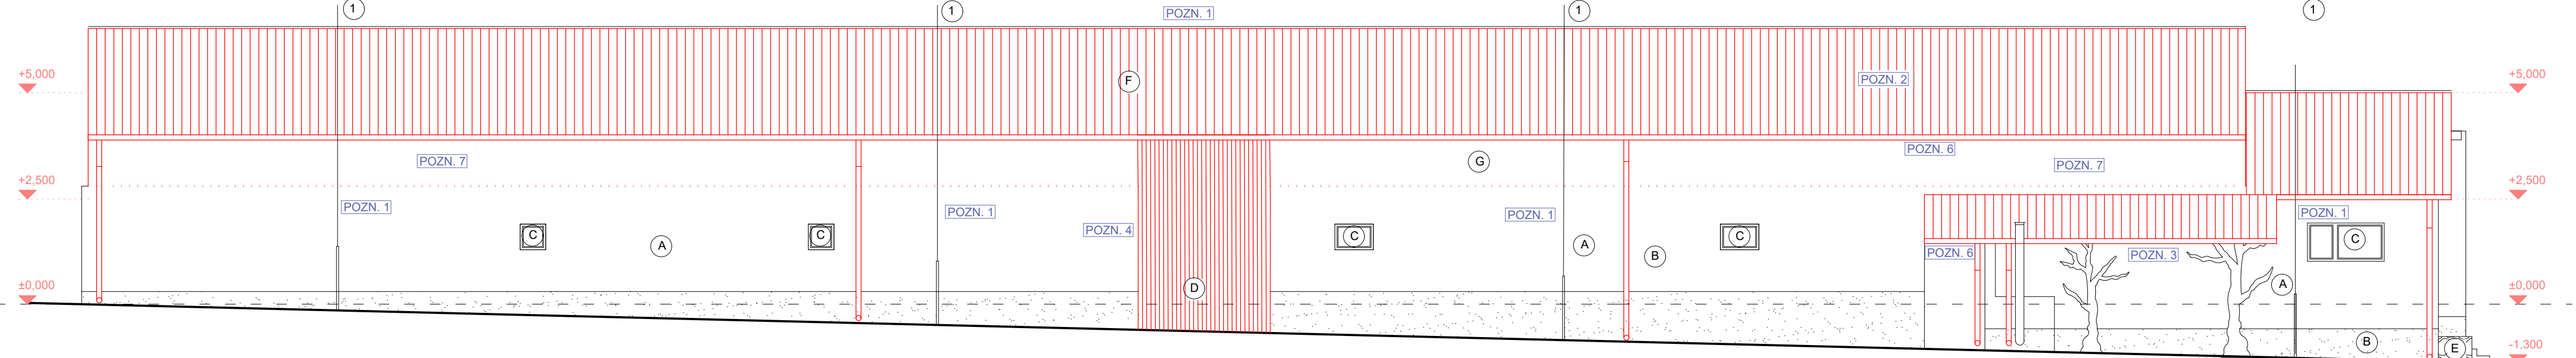 1
1
POZN. 1
1
1
+5,000
F
POZN. 2
+5,000
POZN. 7
G
POZN. 6
POZN. 7
+2,500
+2,500
POZN. 1
POZN. 1
POZN. 1
POZN. 1
POZN. 4
C
C
C
C
C
A
A
B
POZN. 6
POZN. 3
±0,000
D
A
±0,000
B
-1,300
E